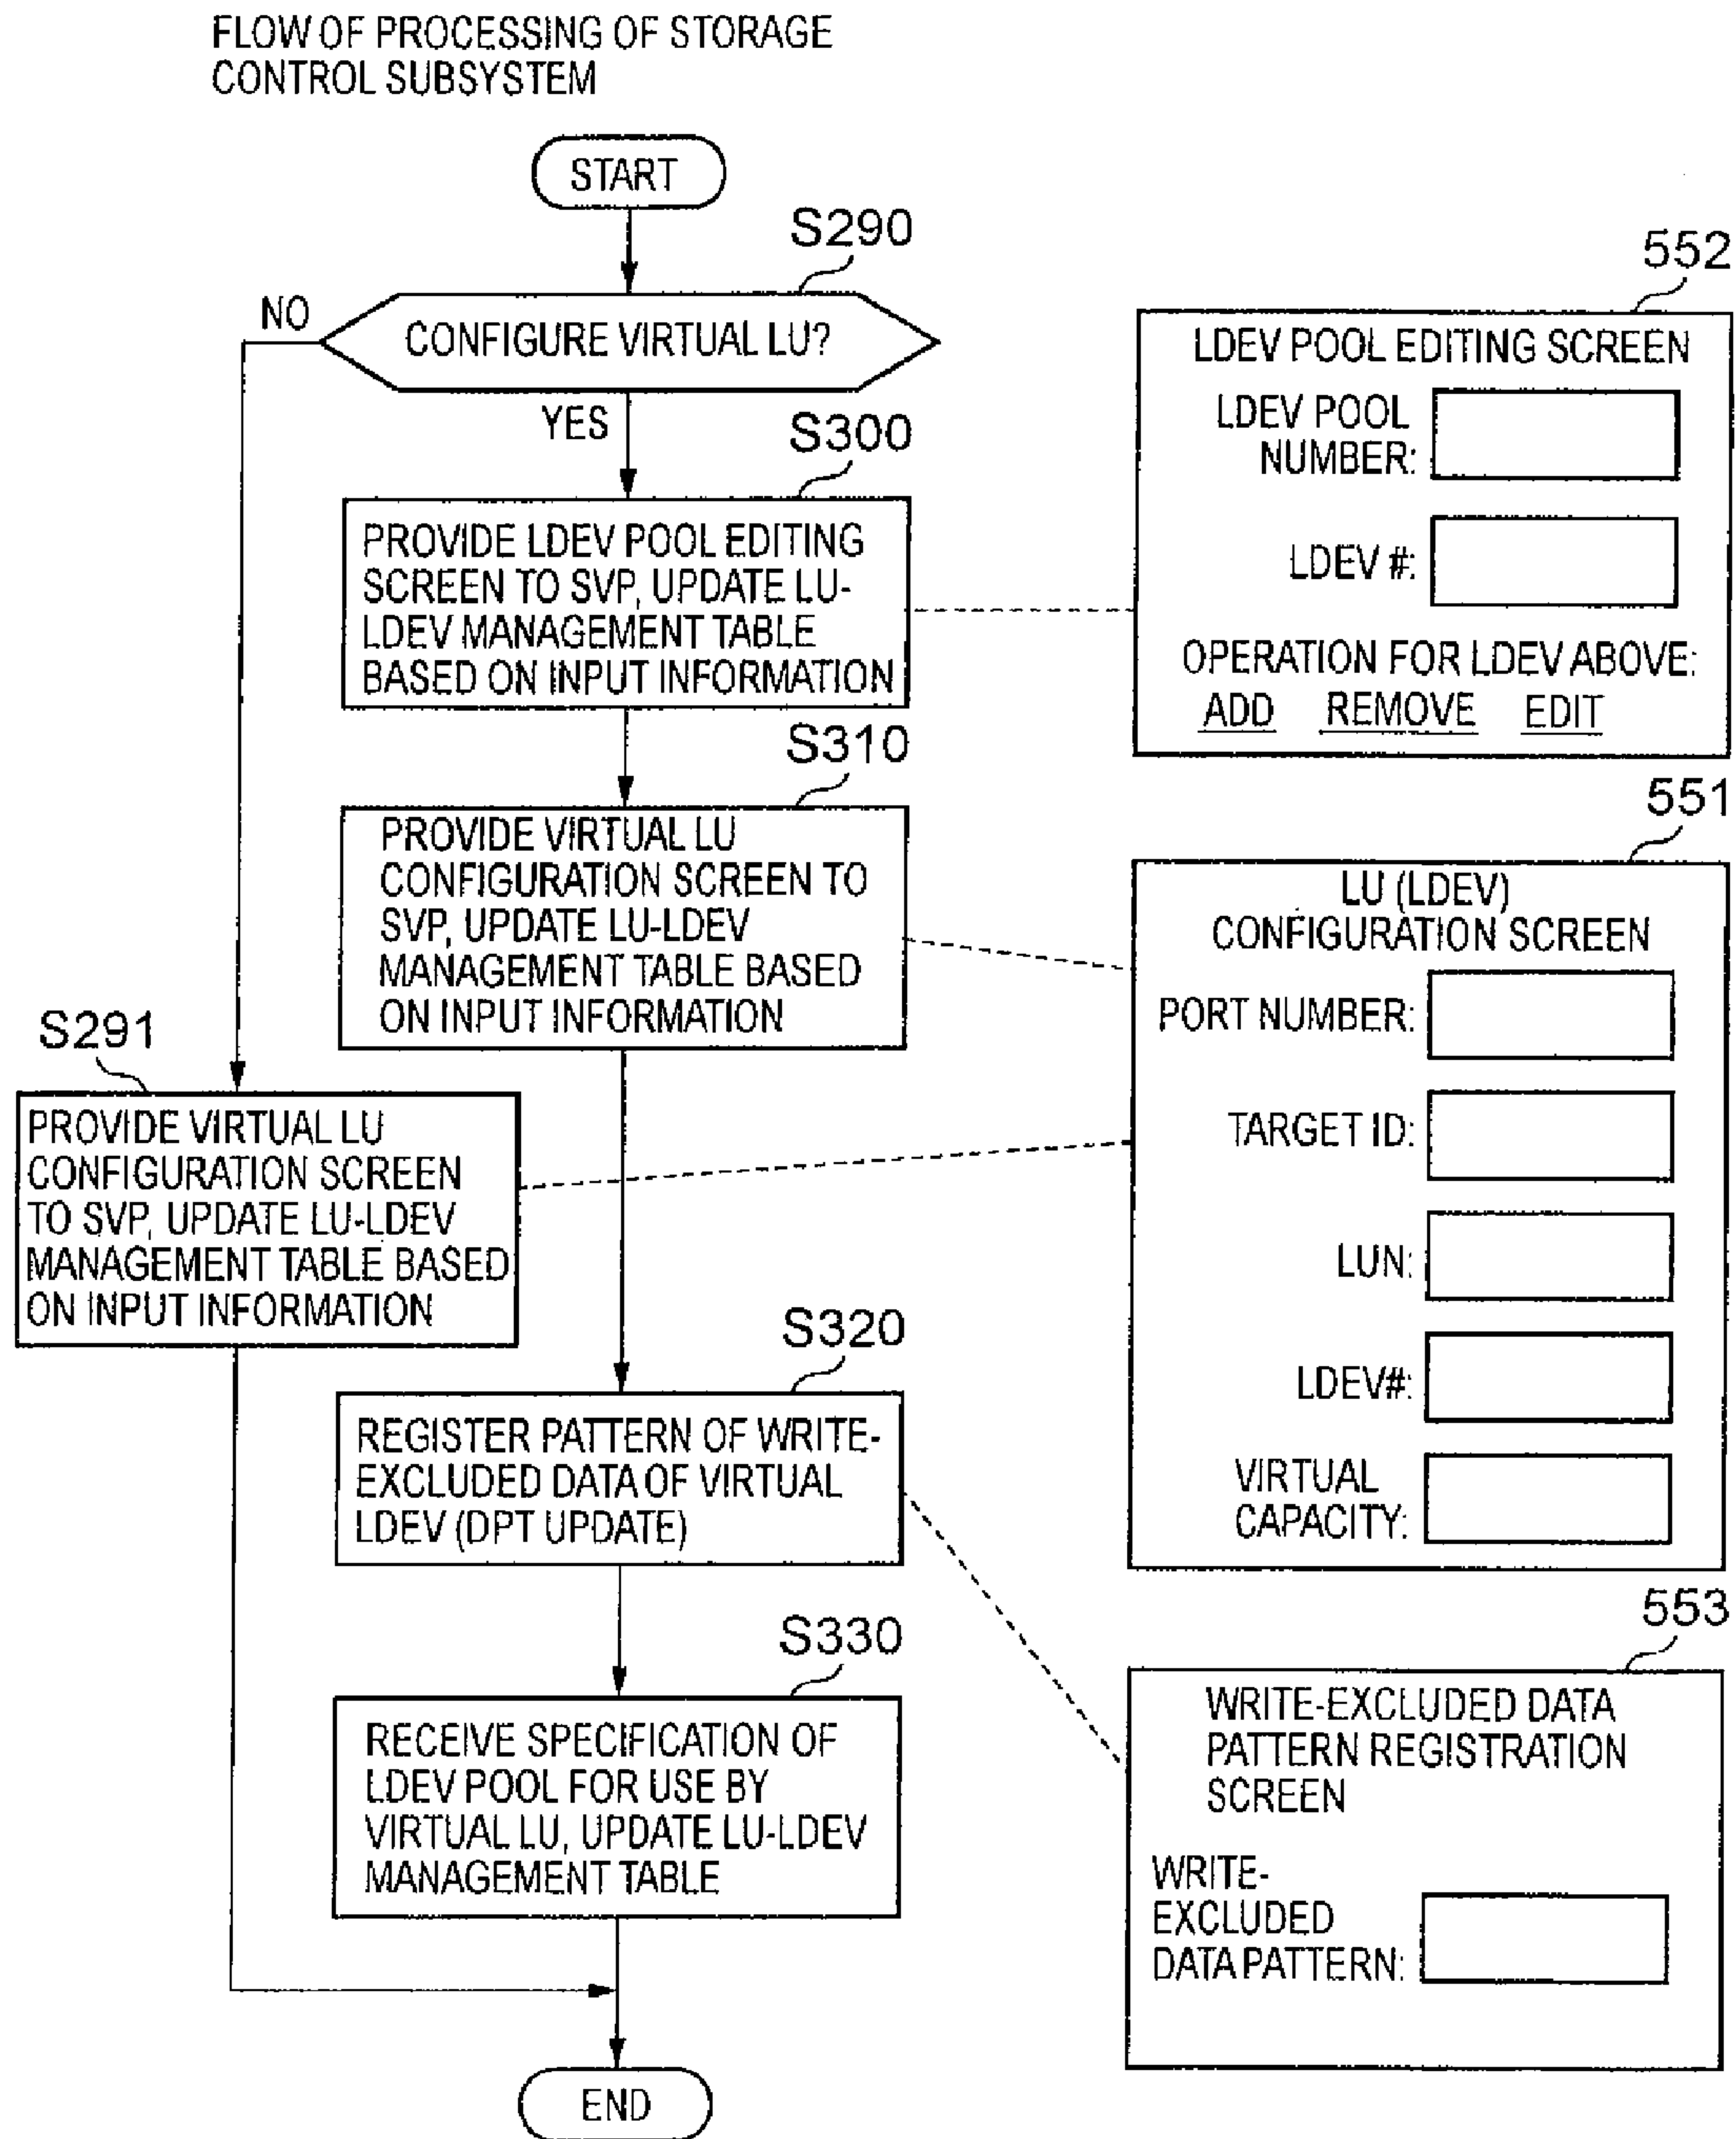 FLOW OF PROCESSING OF STORAGE
CONTROL SUBSYSTEM
START
S290
NO
CONFIGURE VIRTUAL LU?
YES
S300
PROVIDE LDEV POOL EDITING
SCREEN TO SVP, UPDATE LU-
LDEV MANAGEMENT TABLE
BASED ON INPUT INFORMATION
S310
PROVIDE VIRTUAL LU
CONFIGURATION SCREEN TO
SVP, UPDATE LU-LDEV
MANAGEMENT TABLE BASED
ON INPUT INFORMATION
S291
PROVIDE VIRTUAL LU
CONFIGURATION SCREEN
TO SVP, UPDATE LU-LDEV
MANAGEMENT TABLE BASED
ON INPUT INFORMATION
S320
REGISTER PATTERN OF WRITE-
EXCLUDED DATA OF VIRTUAL
LDEV (DPT UPDATE)
S330
RECEIVE SPECIFICATION OF
LDEV POOL FOR USE BY
VIRTUAL LU, UPDATE LU-LDEV
MANAGEMENT TABLE
END
552
LDEV POOL EDITING SCREEN
LDEV POOL
NUMBER:
LDEV #:
OPERATION FOR LDEV ABOVE:
ADD REMOVE EDIT
551
LU (LDEV)
CONFIGURATION SCREEN
PORT NUMBER:
TARGET ID:
LUN:
LDEV#:
VIRTUAL
CAPACITY:
553
WRITE-EXCLUDED DATA
PATTERN REGISTRATION
SCREEN
WRITE-
EXCLUDED
DATA PATTERN: